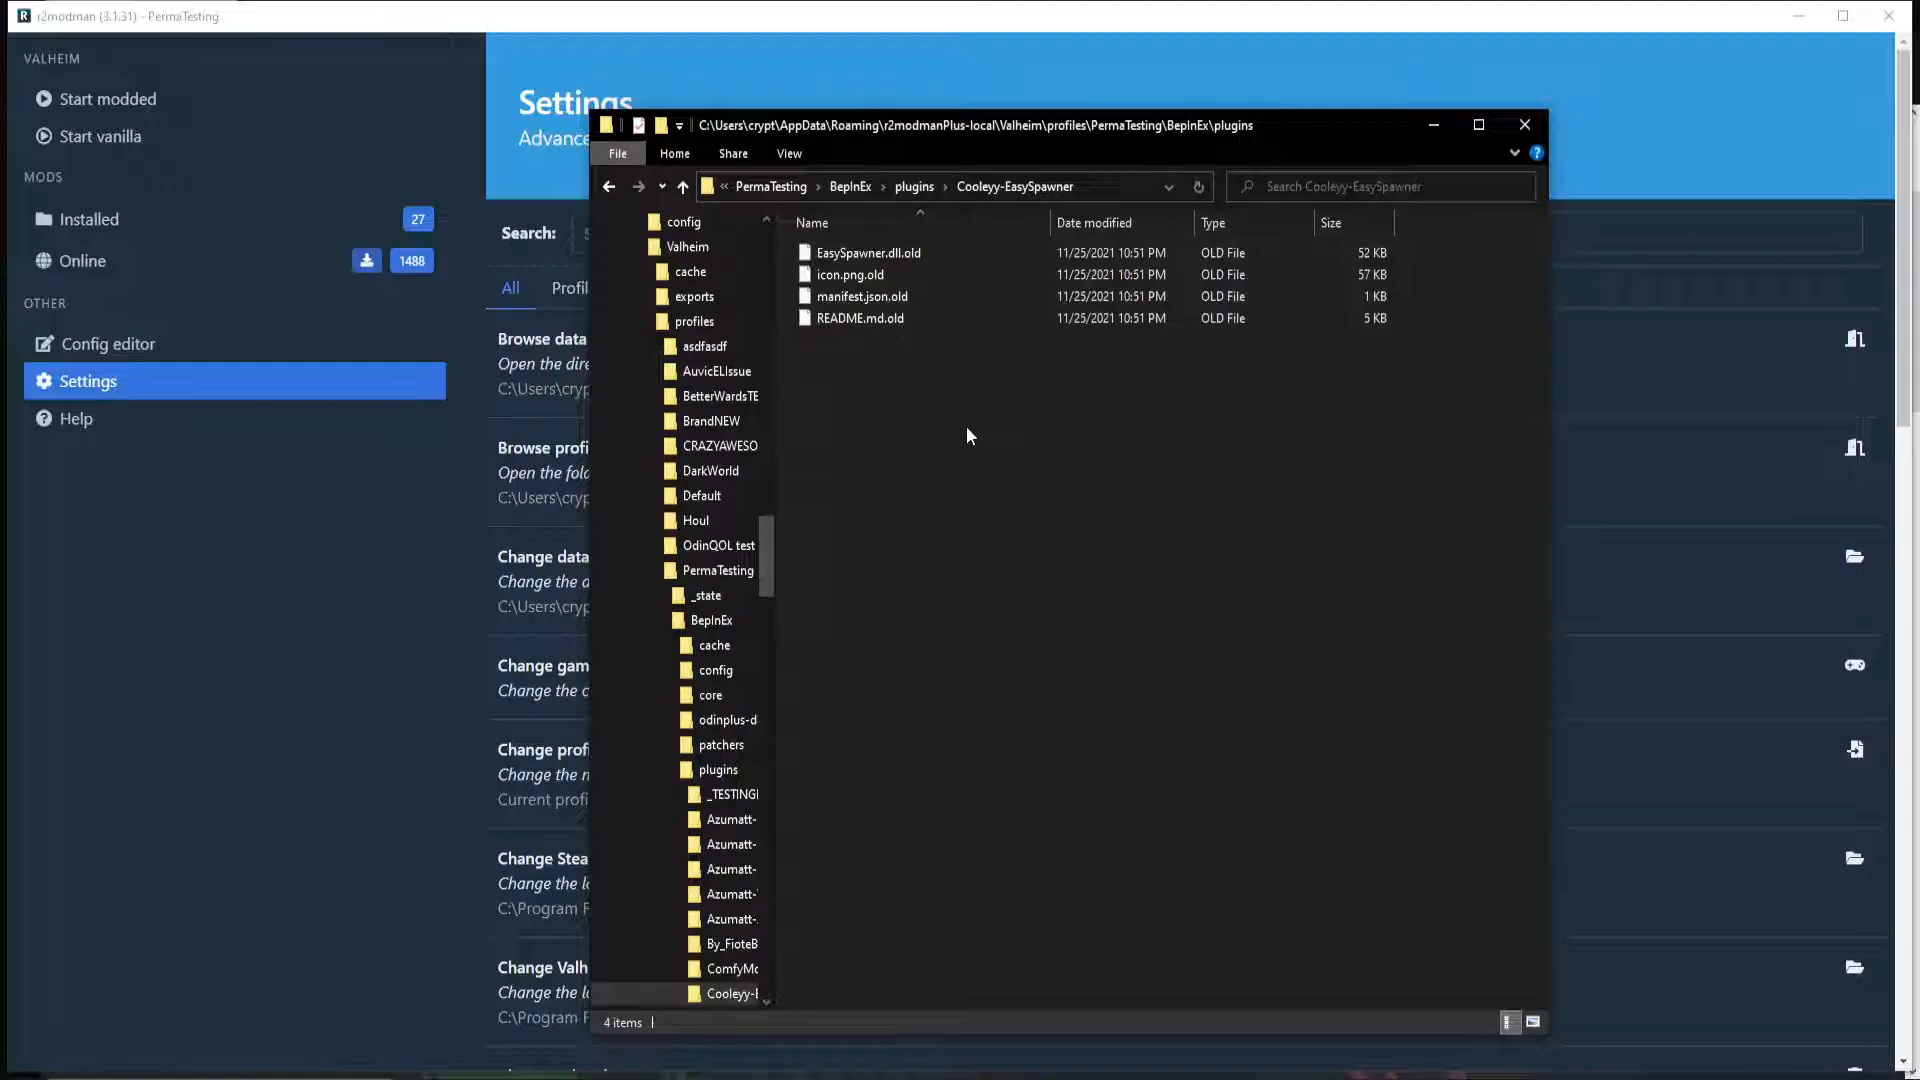 r2modman (3.1.31) - PermaTesting
VALHEIM
Start modded
Start vanilla
MODS
Installed
27
Online
1488
OTHER
Config editor
Settings
Help
Settings
Advance
Search:
All
Profil
Browse data
Open the dire
C:\Users\cryp
Browse profi
Open the fold
C:\Users\cryp
Change data
Change the d
C:\Users\cryp
Change gam
Change the c
Change prof
Change the n
Current profi
Change Stea
Change the lo
C:\Program F
Change Valh
Change the lo
C:\Program F
C:\Users\crypt\AppData\Roaming\r2modmanPlus-local\Valheim\profiles\PermaTesting\BepInEx\plugins
File
Home
Share
View
« PermaTesting › BepInEx › plugins › Cooleyy-EasySpawner
Search Cooleyy-EasySpawner
config
Valheim
cache
exports
profiles
asdfasdf
AuvicELIssue
BetterWardsTE
BrandNEW
CRAZYAWESO
DarkWorld
Default
Houl
OdinQOL test
PermaTesting
_state
BepInEx
cache
config
core
odinplus-d
patchers
plugins
_TESTING
Azumatt-
Azumatt-
Azumatt-
Azumatt-
Azumatt-
By_FioteB
ComfyMo
Cooleyy-E
Name Date modified Type Size
EasySpawner.dll.old 11/25/2021 10:51 PM OLD File 52 KB
icon.png.old 11/25/2021 10:51 PM OLD File 57 KB
manifest.json.old 11/25/2021 10:51 PM OLD File 1 KB
README.md.old 11/25/2021 10:51 PM OLD File 5 KB
4 items